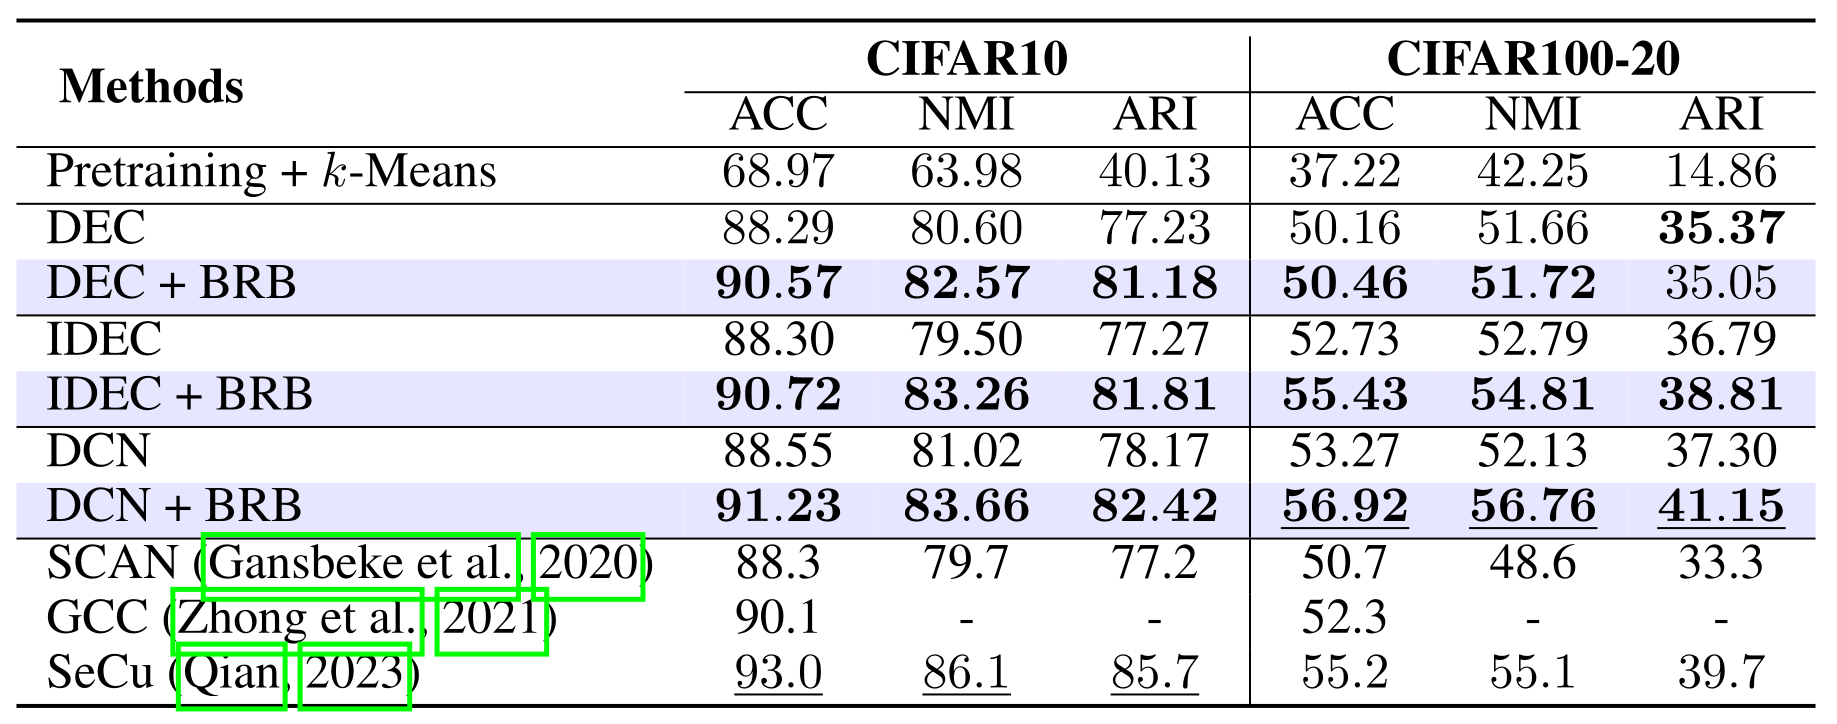 Methods CIFAR10 CIFAR100-20
ACC NMI ARI ACC NMI ARI
Pretraining + k-Means 68.97 63.98 40.13 37.22 42.25 14.86
DEC 88.29 80.60 77.23 50.16 51.66 35.37
DEC + BRB 90.57 82.57 81.18 50.46 51.72 35.05
IDEC 88.30 79.50 77.27 52.73 52.79 36.79
IDEC + BRB 90.72 83.26 81.81 55.43 54.81 38.81
DCN 88.55 81.02 78.17 53.27 52.13 37.30
DCN + BRB 91.23 83.66 82.42 56.92 56.76 41.15
SCAN (Gansbeke et al., 2020) 88.3 79.7 77.2 50.7 48.6 33.3
GCC (Zhong et al., 2021) 90.1 - - 52.3 - -
SeCu (Qian, 2023) 93.0 86.1 85.7 55.2 55.1 39.7